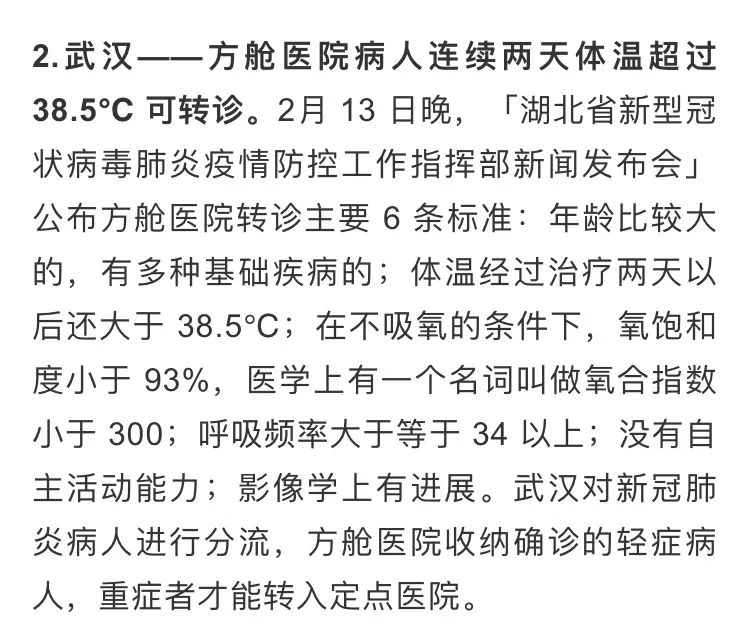 2.武汉——方舱医院病人连续两天体温超过
38.5°C 可转诊。2月 13 日晚，「湖北省新型冠
状病毒肺炎疫情防控工作指挥部新闻发布会」
公布方舱医院转诊主要 6 条标准：年龄比较大
的，有多种基础疾病的；体温经过治疗两天以
后还大于 38.5°C；在不吸氧的条件下，氧饱和
度小于 93%，医学上有一个名词叫做氧合指数
小于 300；呼吸频率大于等于 34 以上；没有自
主活动能力；影像学上有进展。武汉对新冠肺
炎病人进行分流，方舱医院收纳确诊的轻症病
人，重症者才能转入定点医院。